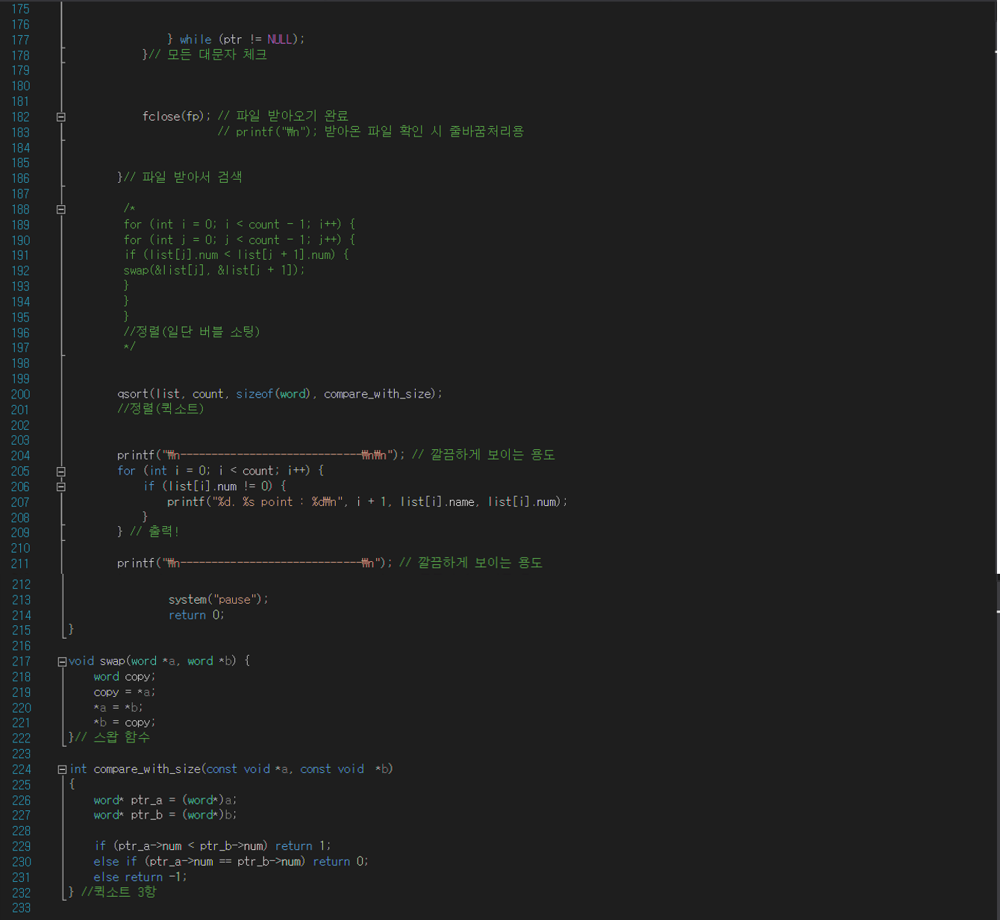 175
176
177 } while (ptr != NULL);
178 }// 모든 대문자 체크
179
180
181
182 fclose(fp); // 파일 받아오기 완료
183 // printf("₩n"); 받아온 파일 확인 시 줄바꿈처리용
184
185
186 }// 파일 받아서 검색
187
188 /*
189 for (int i = 0; i < count - 1; i++) {
190 for (int j = 0; j < count - 1; j++) {
191 if (list[j].num < list[j + 1].num) {
192 swap(&list[j], &list[j + 1]);
193 }
194 }
195 }
196 //정렬(일단 버블 소팅)
197 */
198
199
200 qsort(list, count, sizeof(word), compare_with_size);
201 //정렬(퀵소트)
202
203
204 printf("₩n-----------------------------₩n₩n"); // 깔끔하게 보이는 용도
205 for (int i = 0; i < count; i++) {
206 if (list[i].num != 0) {
207 printf("%d. %s point : %d₩n", i + 1, list[i].name, list[i].num);
208 }
209 } // 출력!
210
211 printf("₩n-----------------------------₩n"); // 깔끔하게 보이는 용도
212
213 system("pause");
214 return 0;
215 }
216
217 void swap(word *a, word *b) {
218 word copy;
219 copy = *a;
220 *a = *b;
221 *b = copy;
222 }// 스왑 함수
223
224 int compare_with_size(const void *a, const void *b)
225 {
226 word* ptr_a = (word*)a;
227 word* ptr_b = (word*)b;
228
229 if (ptr_a->num < ptr_b->num) return 1;
230 else if (ptr_a->num == ptr_b->num) return 0;
231 else return -1;
232 } //퀵소트 3항
233